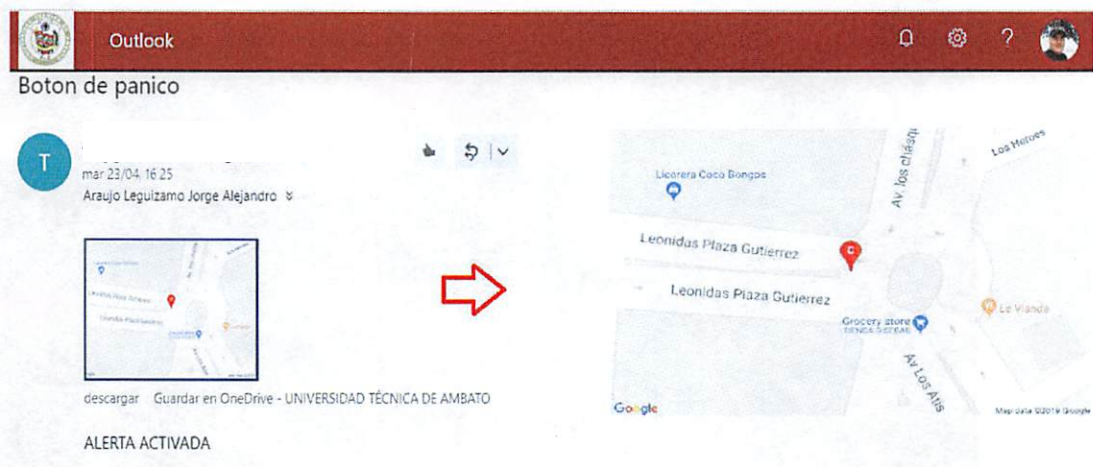 Outlook
Boton de panico
T
mar 23/04, 16:25
Araujo Leguizamo Jorge Alejandro
descargar Guardar en OneDrive - UNIVERSIDAD TÉCNICA DE AMBATO
ALERTA ACTIVADA
Licorera Coco Bongos
Av. los chasqu
Los Heroes
Leonidas Plaza Gutierrez
Leonidas Plaza Gutierrez
Grocery store
La Vianda
Av Los Atis
Google
Map data ©2019 Google